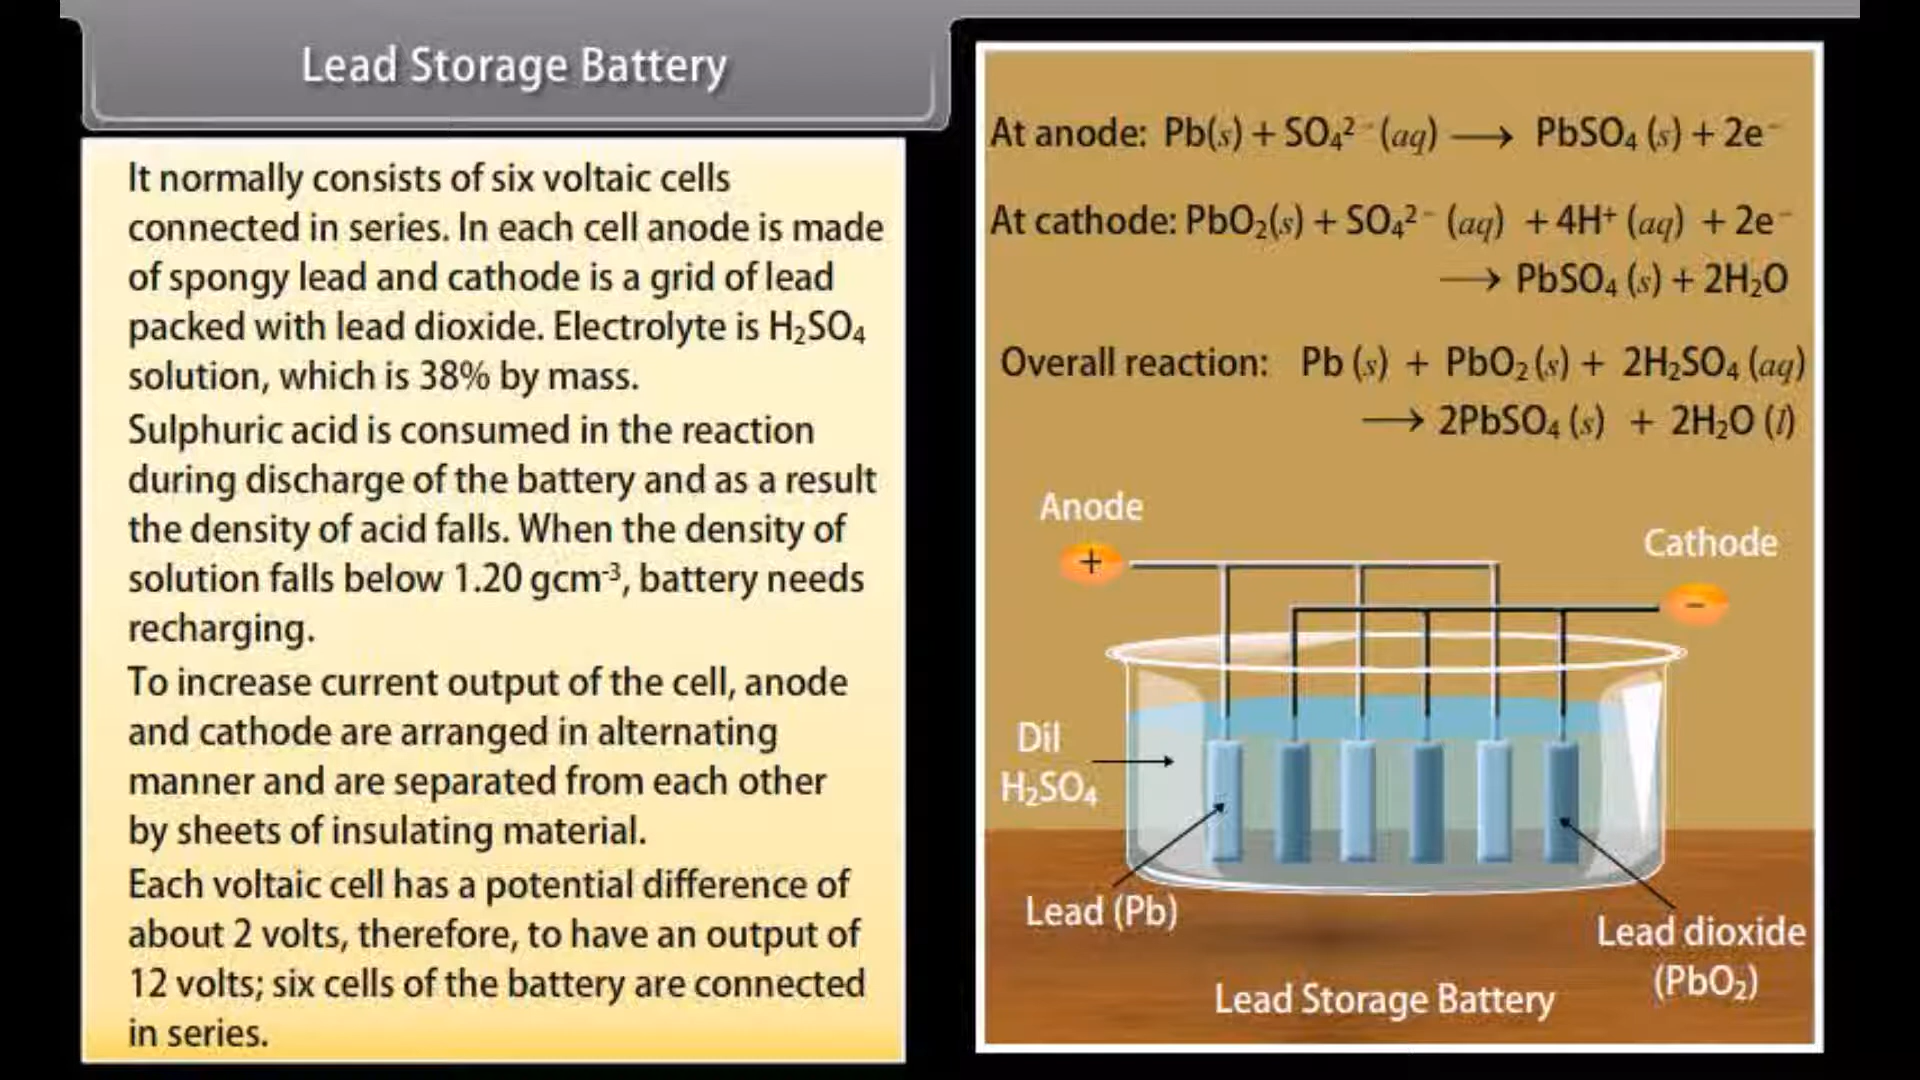 Lead Storage Battery
It normally consists of six voltaic cells
connected in series. In each cell anode is made
of spongy lead and cathode is a grid of lead
packed with lead dioxide. Electrolyte is H₂SO₄
solution, which is 38% by mass.
Sulphuric acid is consumed in the reaction
during discharge of the battery and as a result
the density of acid falls. When the density of
solution falls below 1.20 gcm⁻³, battery needs
recharging.
To increase current output of the cell, anode
and cathode are arranged in alternating
manner and are separated from each other
by sheets of insulating material.
Each voltaic cell has a potential difference of
about 2 volts, therefore, to have an output of
12 volts; six cells of the battery are connected
in series.
At anode: Pb(s) + SO₄²⁻ (aq) ⟶ PbSO₄ (s) + 2e⁻
At cathode: PbO₂(s) + SO₄²⁻ (aq) + 4H⁺ (aq) + 2e⁻
⟶ PbSO₄ (s) + 2H₂O
Overall reaction: Pb (s) + PbO₂ (s) + 2H₂SO₄ (aq)
⟶ 2PbSO₄ (s) + 2H₂O (l)
Anode
+
Cathode
−
Dil
H₂SO₄
Lead (Pb)
Lead dioxide
(PbO₂)
Lead Storage Battery